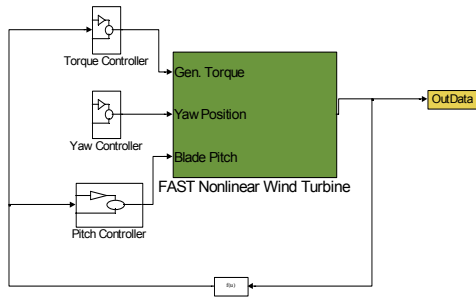 Torque Controller
Gen. Torque
Yaw Position
OutData
Yaw Controller
Blade Pitch
FAST Nonlinear Wind Turbine
Pitch Controller
f(u)